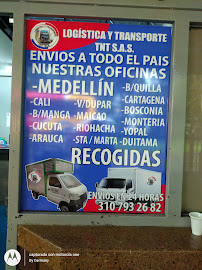 LOGÍSTICA Y TRANSPORTE
TNT S.A.S.
ENVIOS A TODO EL PAIS
NUESTRAS OFICINAS
-MEDELLÍN
-B/QUILLA
-CARTAGENA
-CALI
-V/DUPAR
-BOSCONIA
-B/MANGA
-MAICAO
-MONTERIA
-CUCUTA
-RIOHACHA
-YOPAL
-ARAUCA
-STA/MARTA
-DUITAMA
RECOGIDAS
ENVIOS EN 24 HORAS
310 793 26 82
capturado con motorola one
By Germany